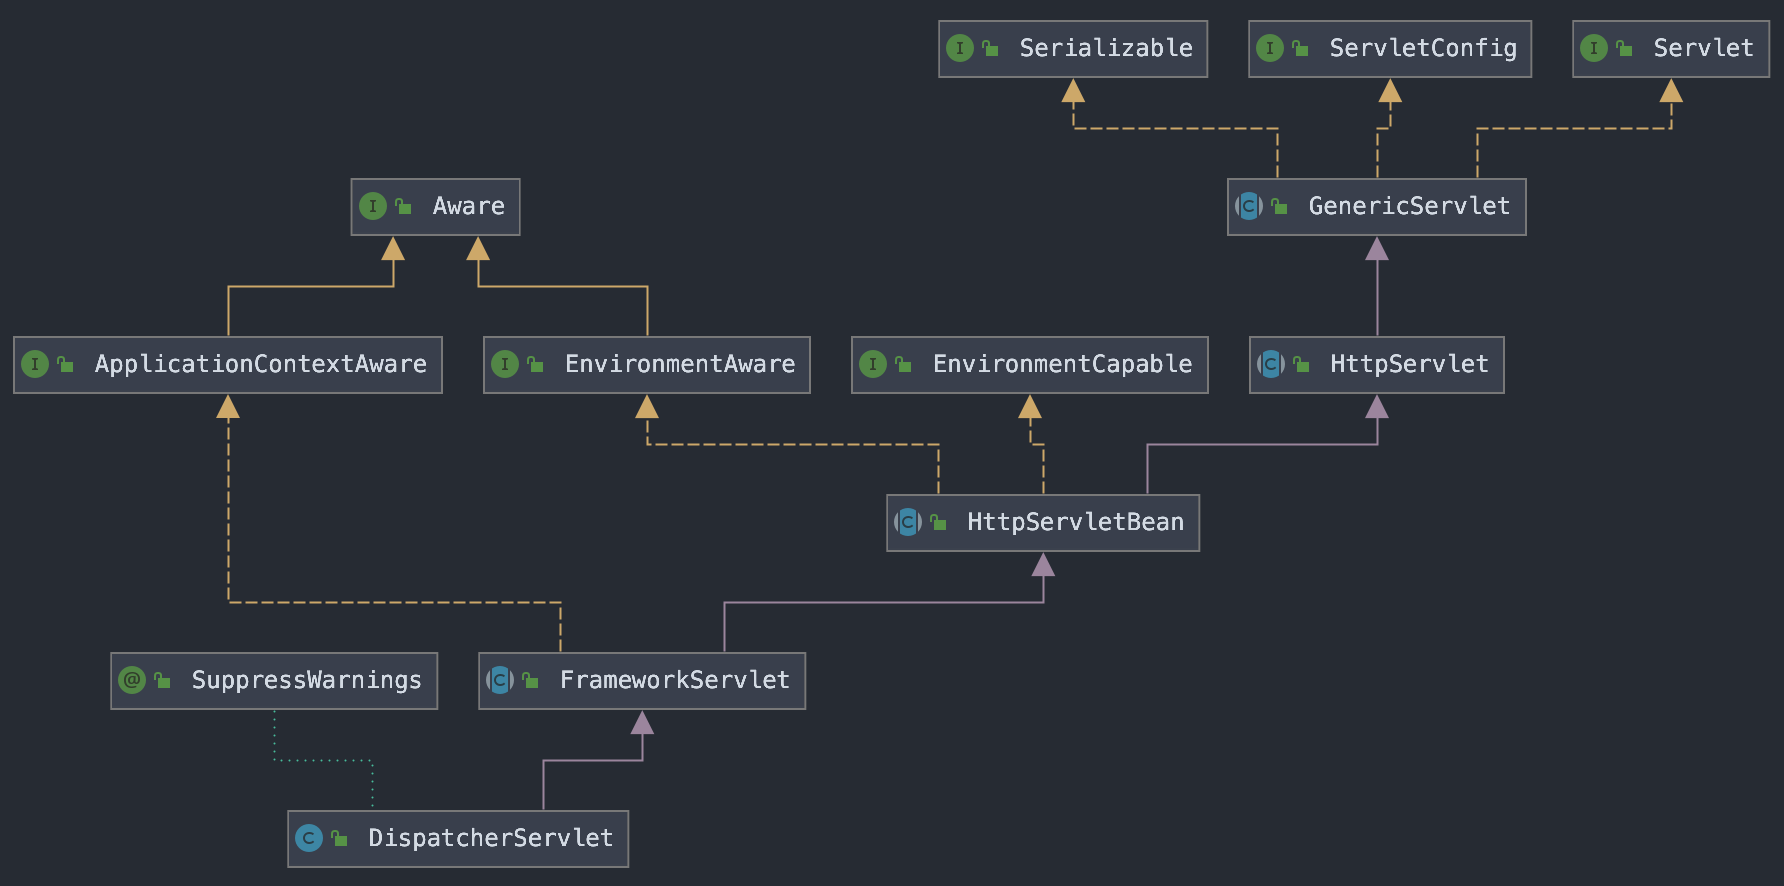 I Serializable
I ServletConfig
I Servlet
I Aware
C GenericServlet
I ApplicationContextAware
I EnvironmentAware
I EnvironmentCapable
C HttpServlet
C HttpServletBean
@ SuppressWarnings
C FrameworkServlet
C DispatcherServlet